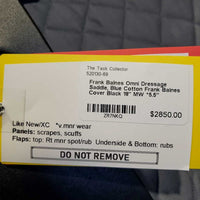 The Tack Collector
520130-69
Frank Baines Omni Dressage
Saddle, Blue Cotton Frank Baines
Cover Black 18" MW *5.5"
ZR7NKQ
$2850.00
Like New/XC *v.mnr wear
Panels: scrapes, scuffs
Flaps: top: Rt mnr spot/rub Underside & Bottom: rubs
DO NOT REMOVE